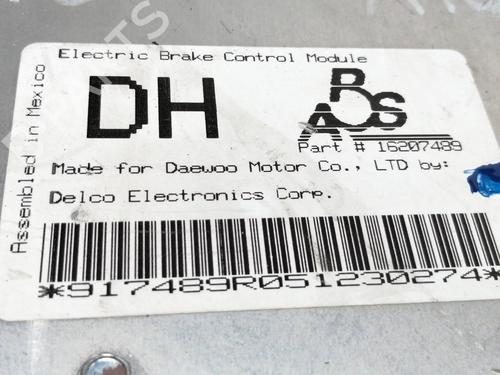 Electric Brake Control Module
Assembled in Mexico
DH
ABS
Part # 16207489
Made for Daewoo Motor Co., LTD by:
Delco Electronics Corp.
*917489R051230274*